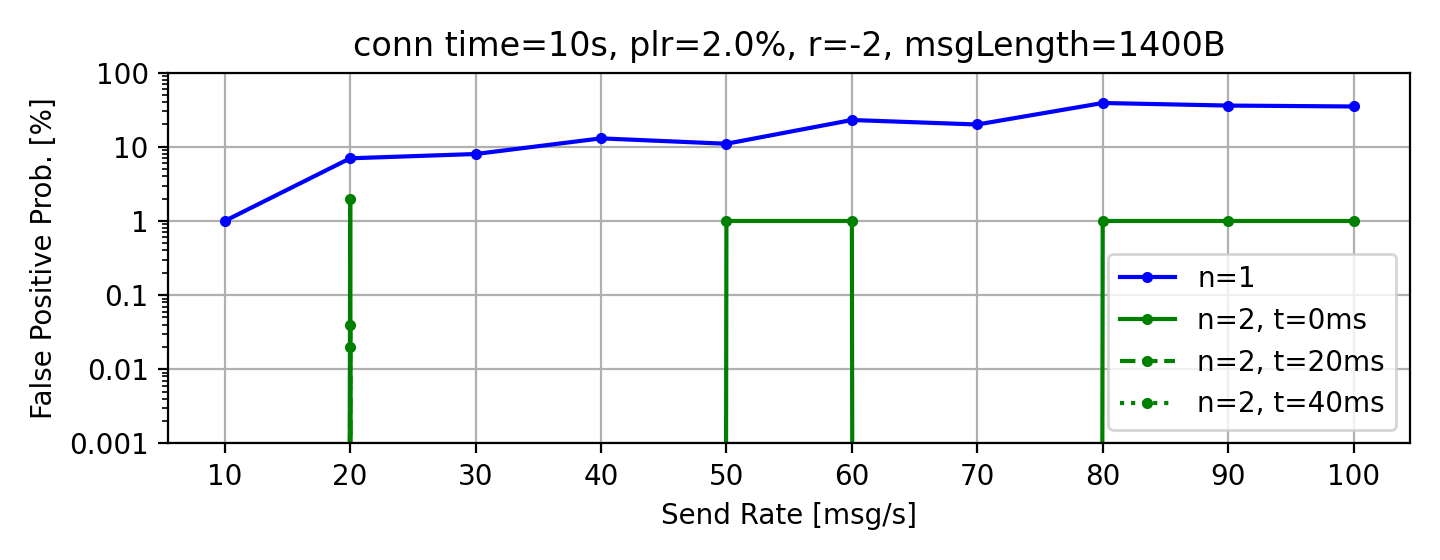 conn time=10s, plr=2.0%, r=-2, msgLength=1400B
False Positive Prob. [%]
100
10
1
0.1
0.01
0.001
n=1
n=2, t=0ms
n=2, t=20ms
n=2, t=40ms
10 20 30 40 50 60 70 80 90 100
Send Rate [msg/s]